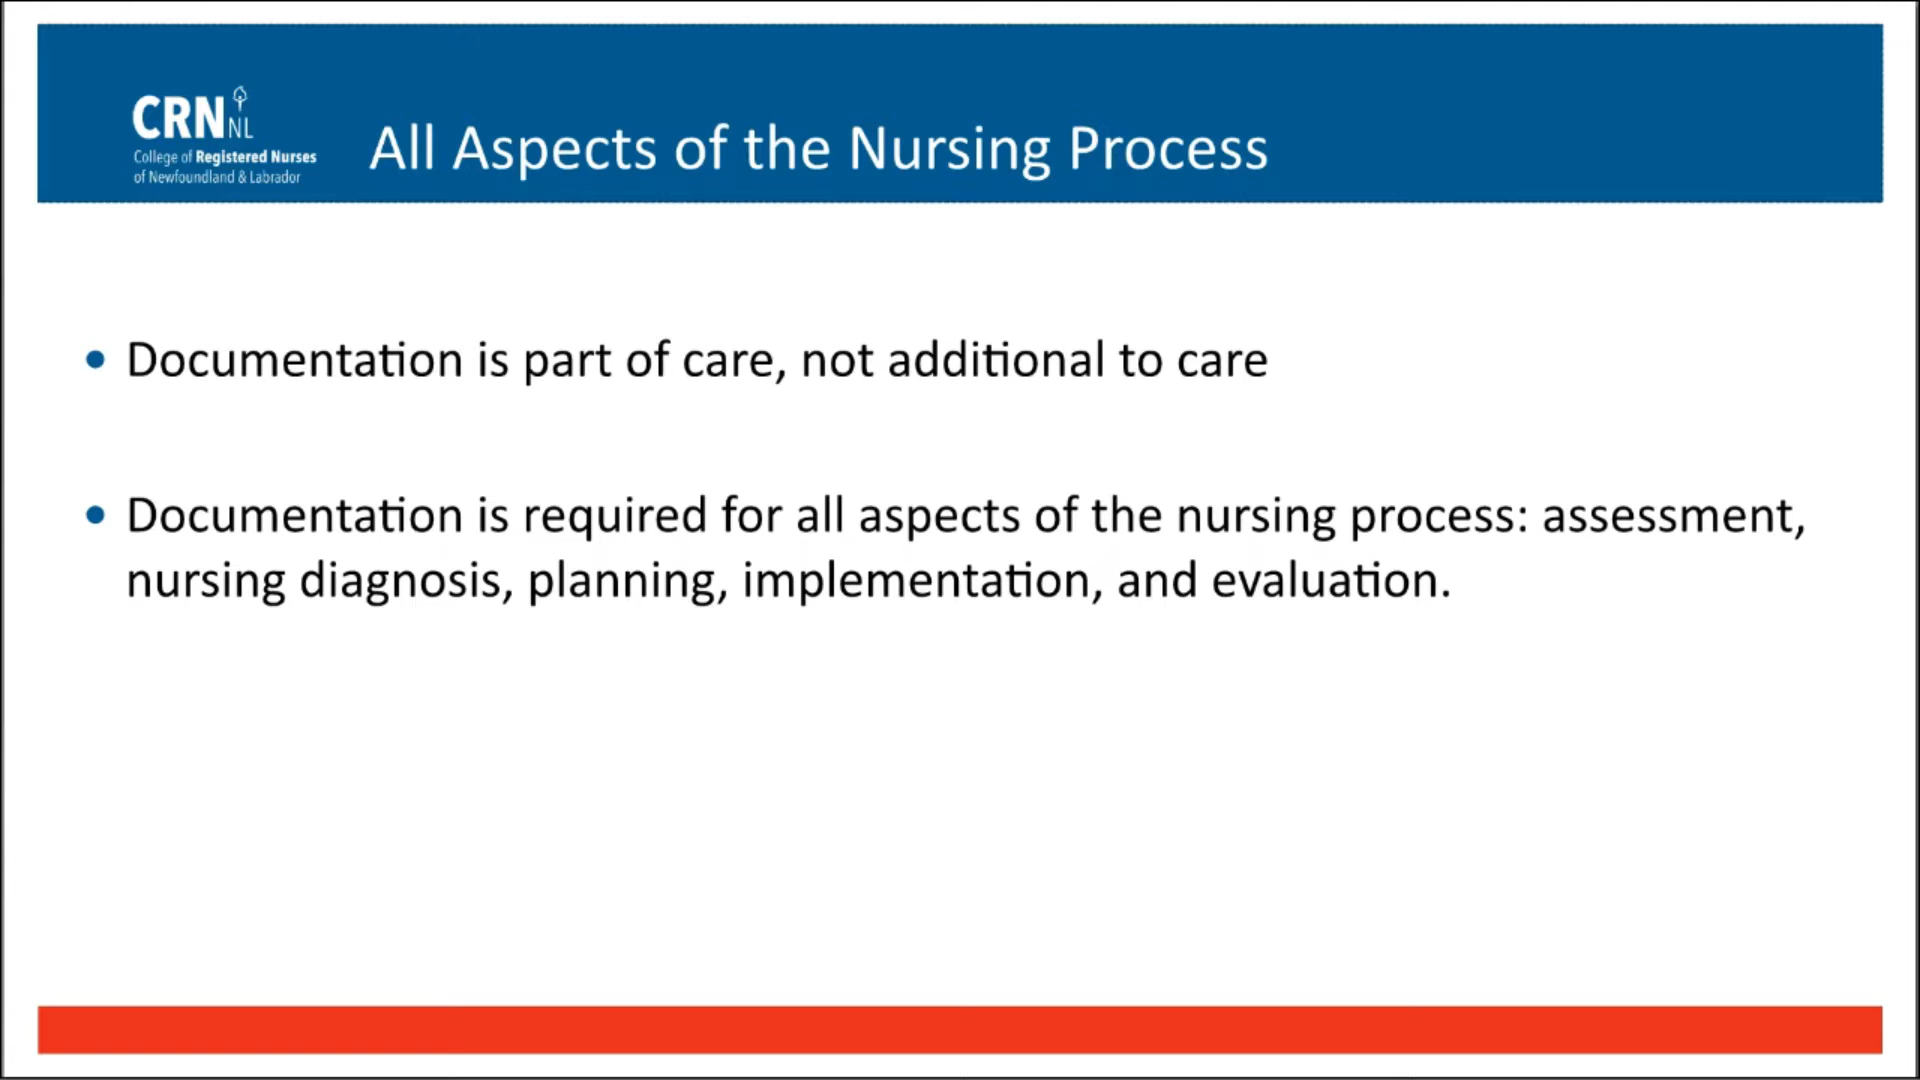 CRN NL
College of Registered Nurses
of Newfoundland & Labrador
All Aspects of the Nursing Process
• Documentation is part of care, not additional to care
• Documentation is required for all aspects of the nursing process: assessment,
nursing diagnosis, planning, implementation, and evaluation.